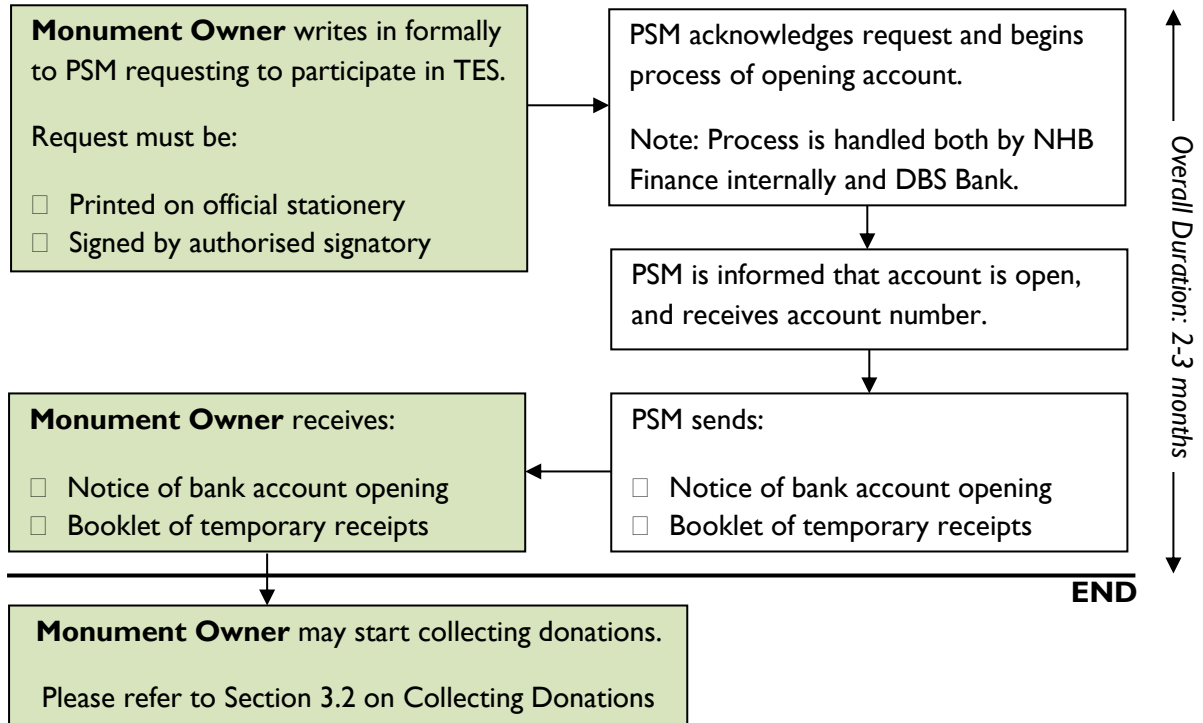 Monument Owner writes in formally
to PSM requesting to participate in TES.
Request must be:
Printed on official stationery
Signed by authorised signatory
PSM acknowledges request and begins
process of opening account.
Note: Process is handled both by NHB
Finance internally and DBS Bank.
PSM is informed that account is open,
and receives account number.
PSM sends:
Notice of bank account opening
Booklet of temporary receipts
Monument Owner receives:
Notice of bank account opening
Booklet of temporary receipts
Overall Duration: 2-3 months
END
Monument Owner may start collecting donations.
Please refer to Section 3.2 on Collecting Donations